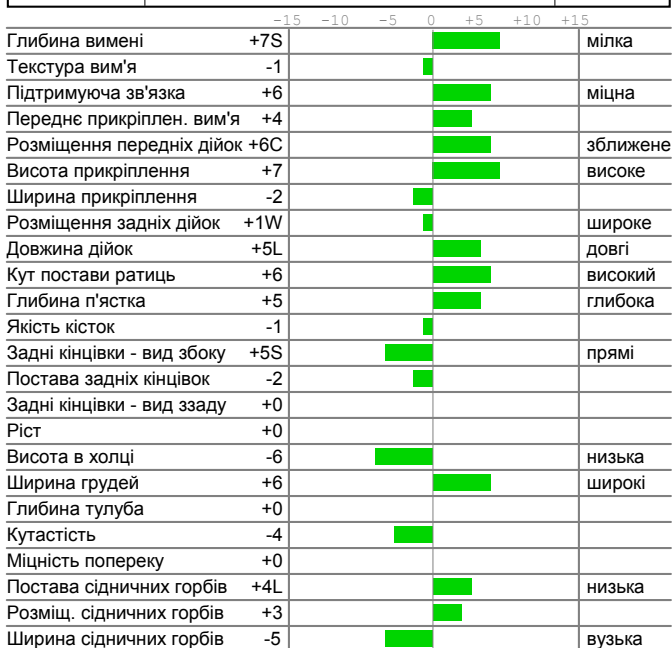 -15 -10 -5 0 +5 +10 +15
Глибина вимені +7S мілка
Текстура вим'я -1
Підтримуюча зв'язка +6 міцна
Переднє прикріплен. вим'я +4
Розміщення передніх дійок +6C зближене
Висота прикріплення +7 високе
Ширина прикріплення -2
Розміщення задніх дійок +1W широке
Довжина дійок +5L довгі
Кут постави ратиць +6 високий
Глибина п'ястка +5 глибока
Якість кісток -1
Задні кінцівки - вид збоку +5S прямі
Постава задніх кінцівок -2
Задні кінцівки - вид ззаду +0
Ріст +0
Висота в холці -6 низька
Ширина грудей +6 широкі
Глибина тулуба +0
Кутастість -4
Міцність попереку +0
Постава сідничних горбів +4L низька
Розміщ. сідничних горбів +3
Ширина сідничних горбів -5 вузька